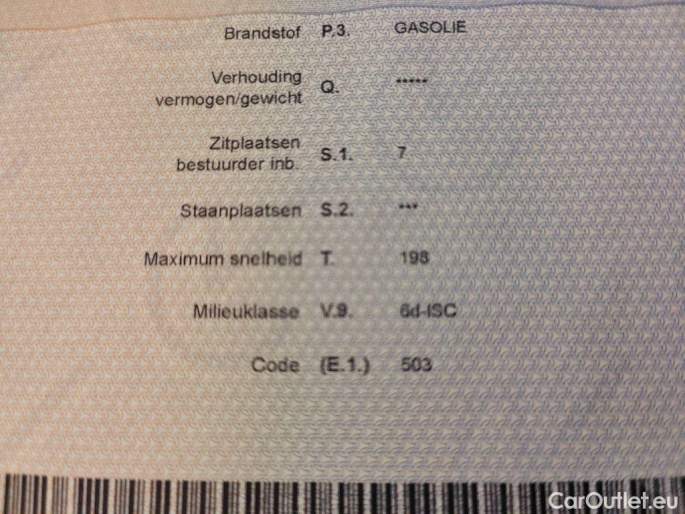 Brandstof P.3. GASOLIE
Verhouding
vermogen/gewicht Q. *****
Zitplaatsen
bestuurder inb. S.1. 7
Staanplaatsen S.2. ***
Maximum snelheid T. 198
Milieuklasse V.9. 6d-ISC
Code (E.1.) 503
CarOutlet.eu